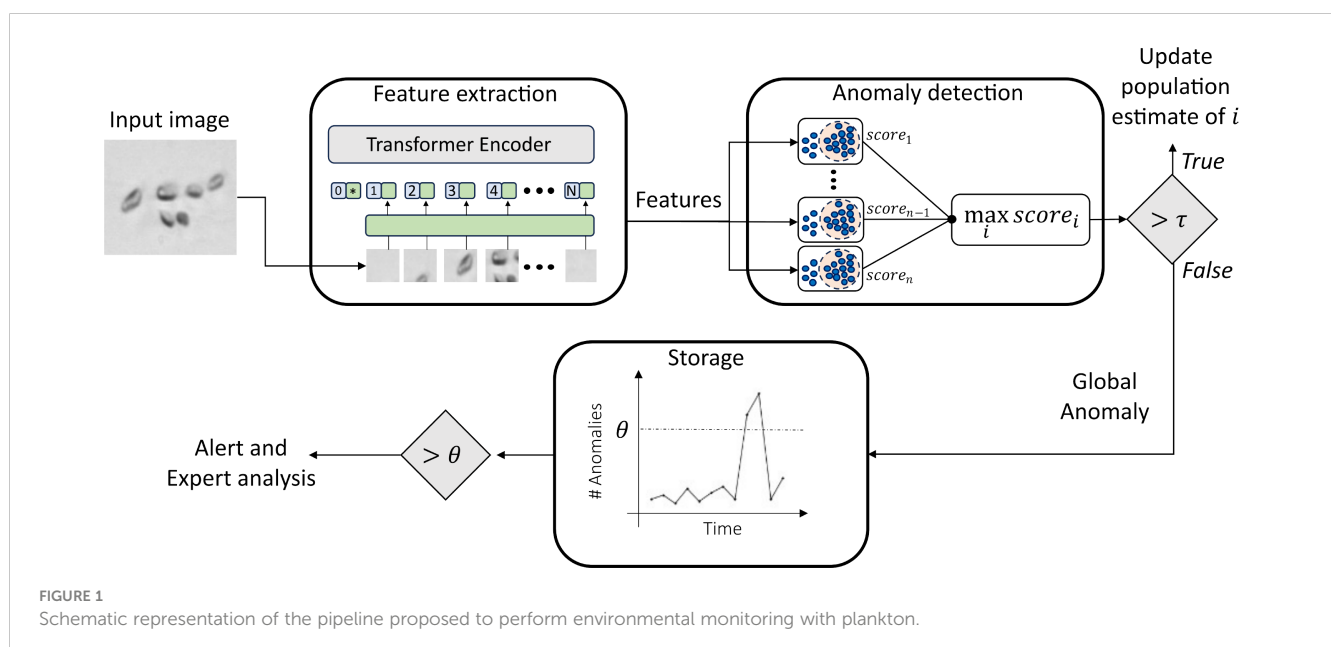 Input image
Feature extraction
Transformer Encoder
0 * 1 2 3 4 ••• N
•••
Features
Anomaly detection
score₁
scoreₙ₋₁
scoreₙ
max scoreᵢ
i
Update
population
estimate of i
True
> τ
False
Global
Anomaly
Storage
# Anomalies
θ
Time
> θ
Alert and
Expert analysis
FIGURE 1
Schematic representation of the pipeline proposed to perform environmental monitoring with plankton.